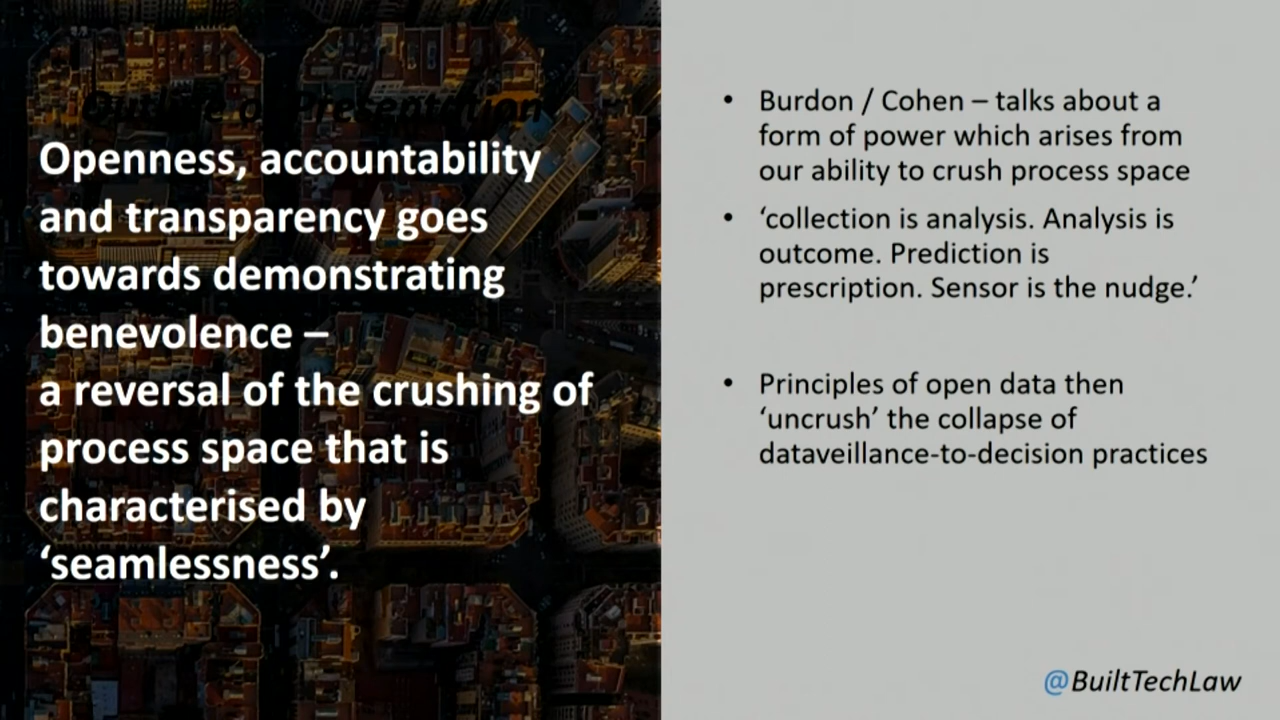 Outline of Presentation
Openness, accountability
and transparency goes
towards demonstrating
benevolence –
a reversal of the crushing of
process space that is
characterised by
‘seamlessness’.
• Burdon / Cohen – talks about a
form of power which arises from
our ability to crush process space
• ‘collection is analysis. Analysis is
outcome. Prediction is
prescription. Sensor is the nudge.’
• Principles of open data then
‘uncrush’ the collapse of
dataveillance-to-decision practices
@BuiltTechLaw